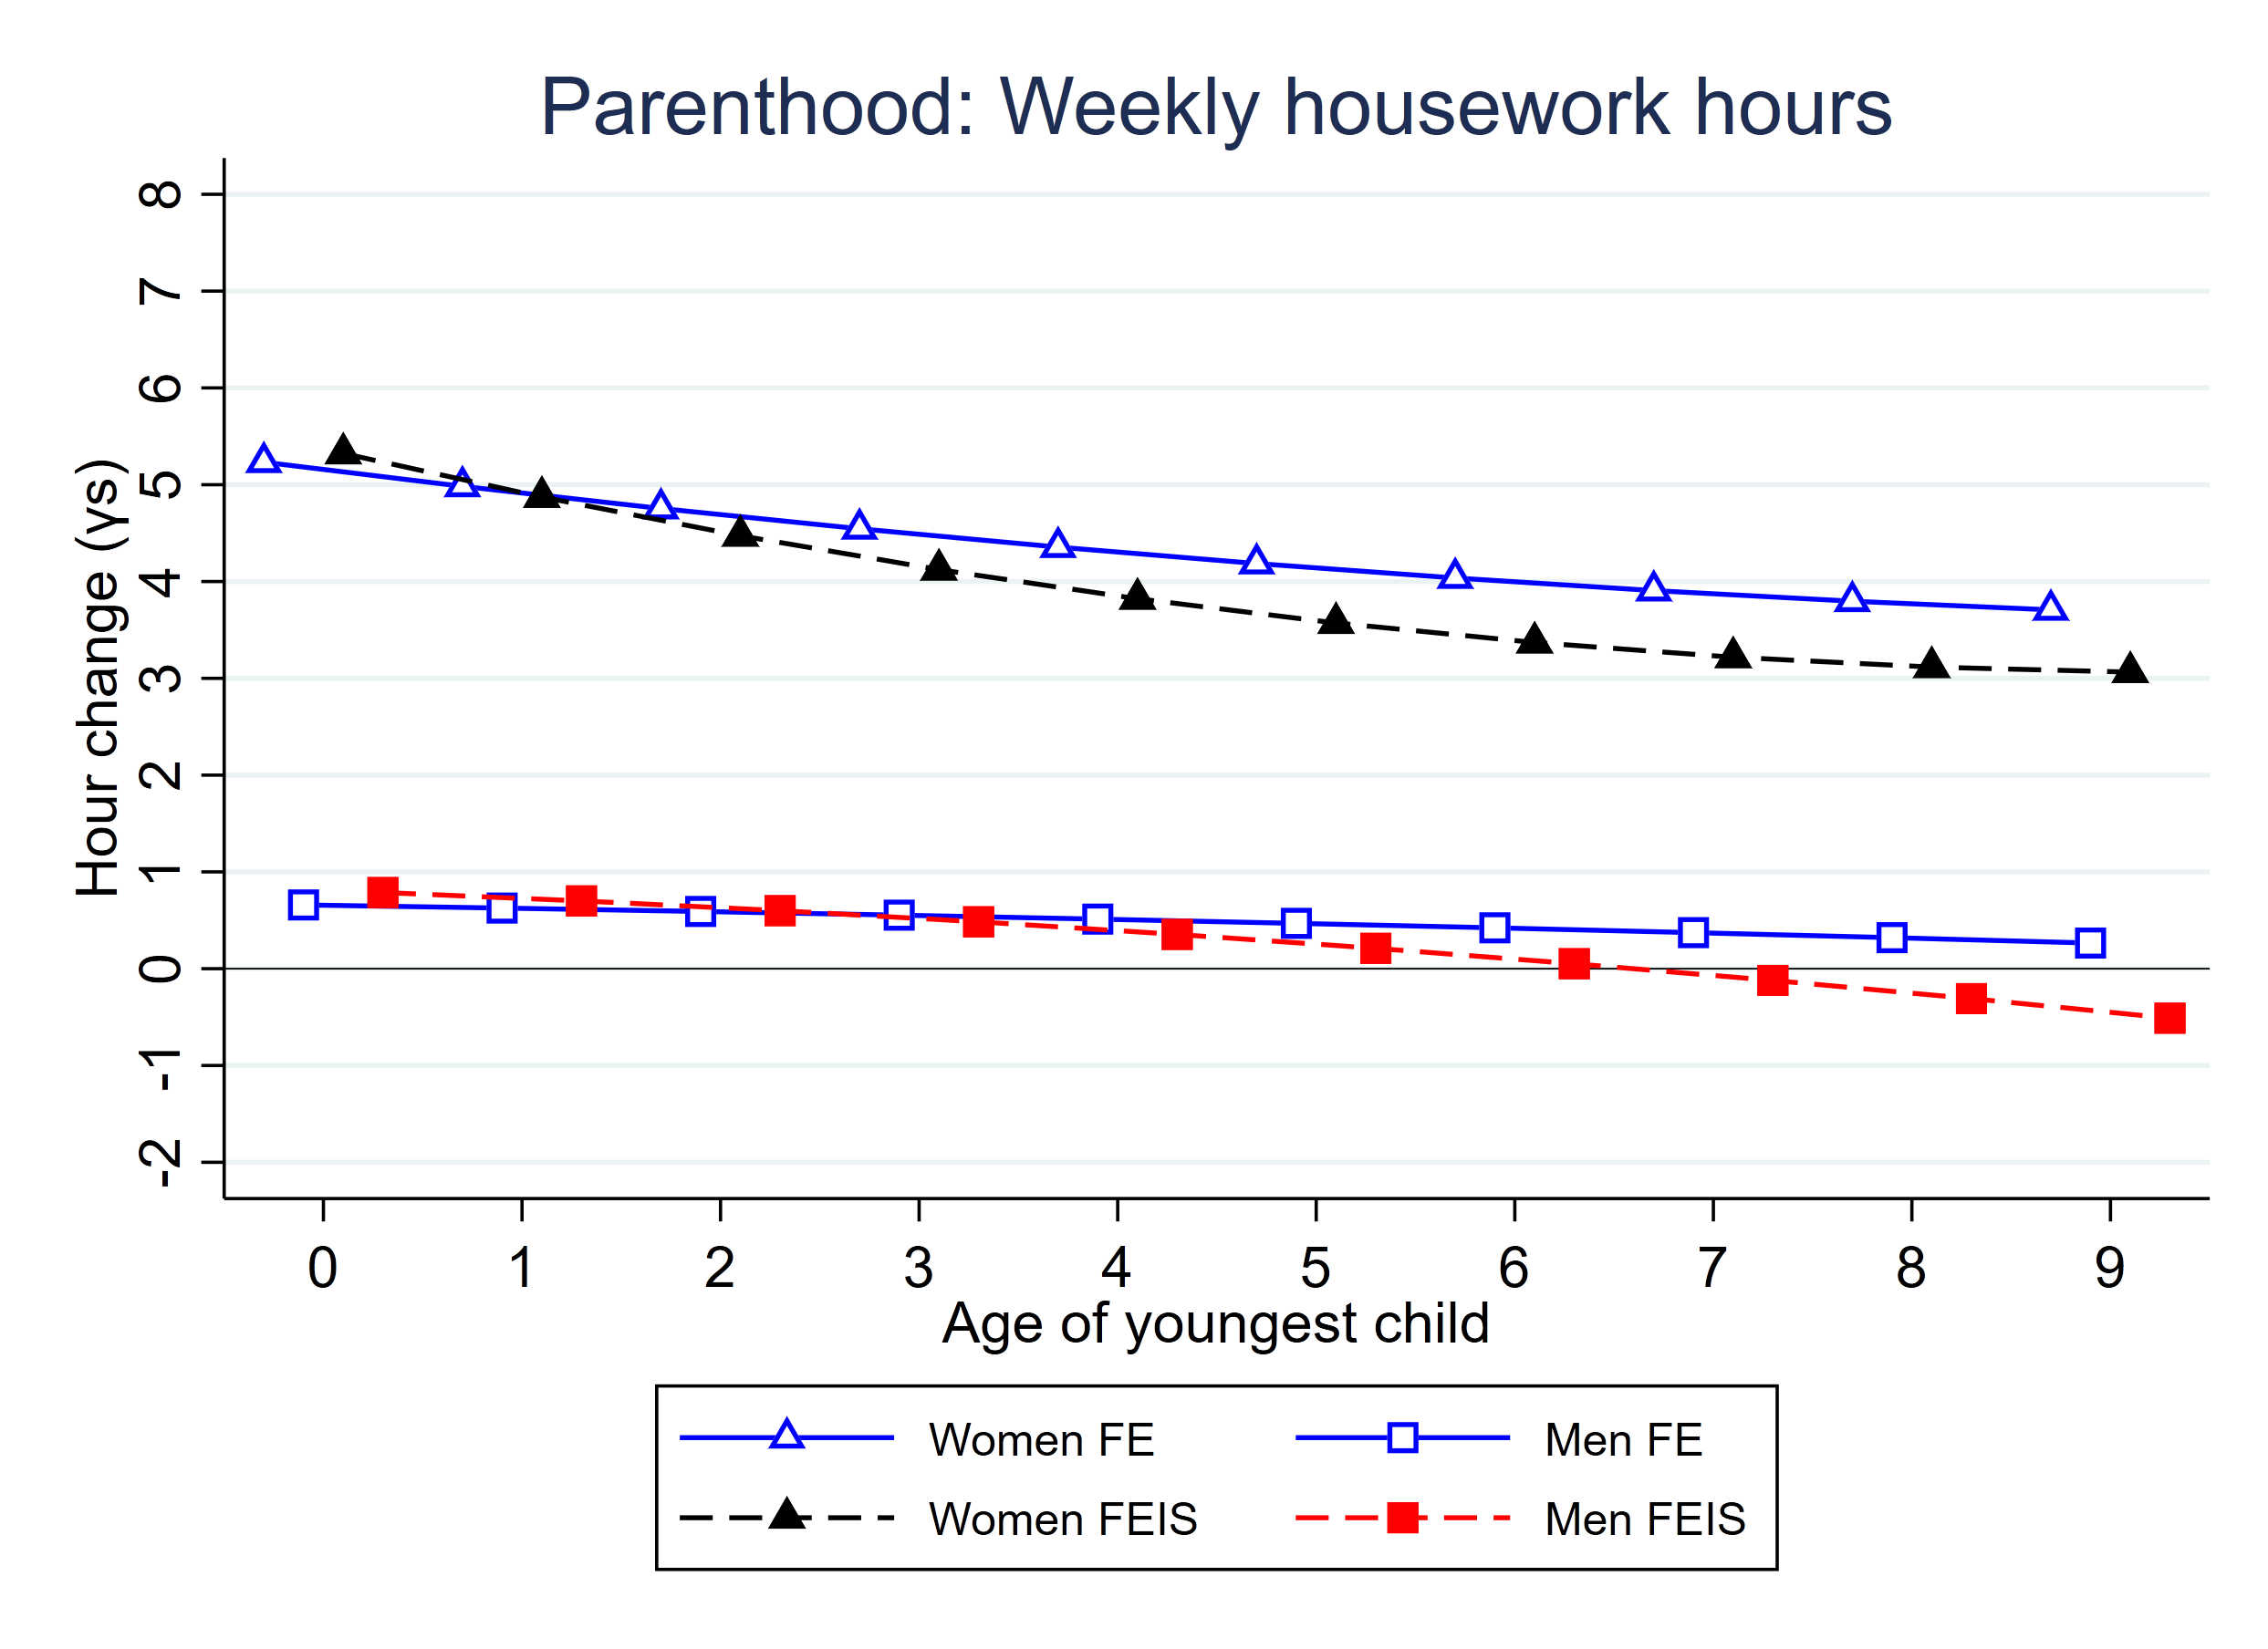 Parenthood: Weekly housework hours
Hour change (γs)
8
7
6
5
4
3
2
1
0
-1
-2
0 1 2 3 4 5 6 7 8 9
Age of youngest child
Women FE Men FE
Women FEIS Men FEIS